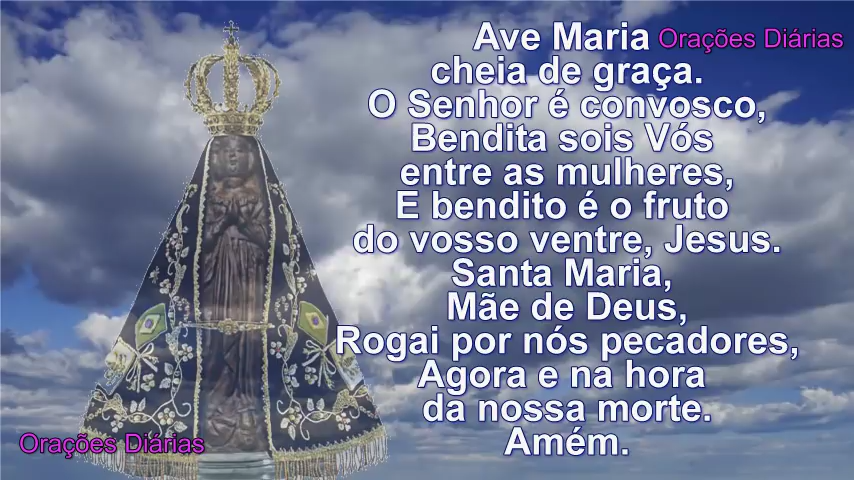 Ave Maria
Orações Diárias
cheia de graça.
O Senhor é convosco,
Bendita sois Vós
entre as mulheres,
E bendito é o fruto
do vosso ventre, Jesus.
Santa Maria,
Mãe de Deus,
Rogai por nós pecadores,
Agora e na hora
da nossa morte.
Amém.
Orações Diárias